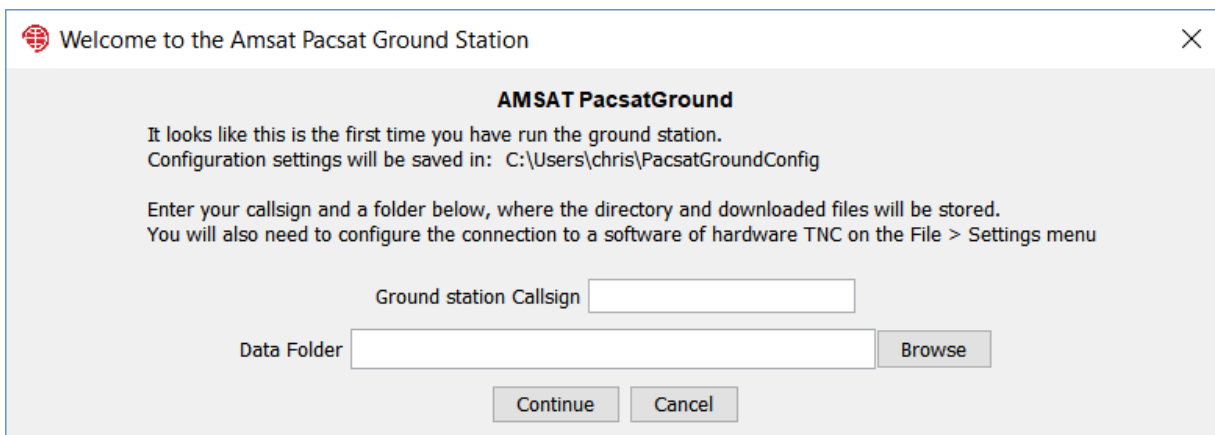 Welcome to the Amsat Pacsat Ground Station
AMSAT PacsatGround
It looks like this is the first time you have run the ground station.
Configuration settings will be saved in: C:\Users\chris\PacsatGroundConfig
Enter your callsign and a folder below, where the directory and downloaded files will be stored.
You will also need to configure the connection to a software of hardware TNC on the File > Settings menu
Ground station Callsign
Data Folder
Browse
Continue
Cancel